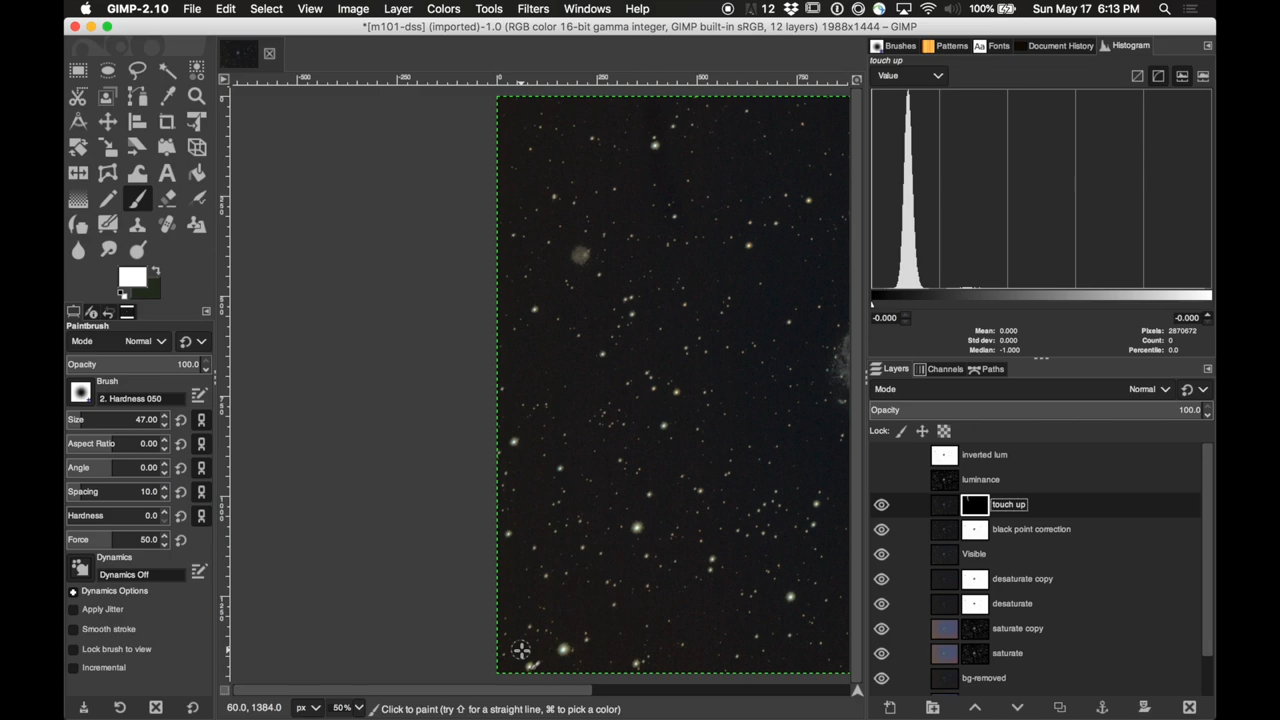 GIMP-2.10 File Edit Select View Image Layer Colors Tools Filters Windows Help 12 100% Sun May 17 6:13 PM
*[m101-dss] (imported)-1.0 (RGB color 16-bit gamma integer, GIMP built-in sRGB, 12 layers) 1988x1444 – GIMP
Brushes Patterns Aa Fonts Document History Histogram
touch up
Value
-500 -250 0 250 500 750
0
250
500
750
1000
1250
-0.000 -0.000
Mean: 0.000 Pixels: 2870672
Std dev: 0.000 Count: 0
Median: -1.000 Percentile: 0.0
Paintbrush
Mode Normal
Opacity 100.0
Brush
2. Hardness 050
Size 47.00
Aspect Ratio 0.00
Angle 0.00
Spacing 10.0
Hardness 0.0
Force 50.0
Dynamics
Dynamics Off
Dynamics Options
Apply Jitter
Smooth stroke
Lock brush to view
Incremental
Layers Channels Paths
Mode Normal
Opacity 100.0
Lock:
inverted lum
luminance
touch up
black point correction
Visible
desaturate copy
desaturate
saturate copy
saturate
bg-removed
60.0, 1384.0 px 50% Click to paint (try ⇧ for a straight line, ⌘ to pick a color)